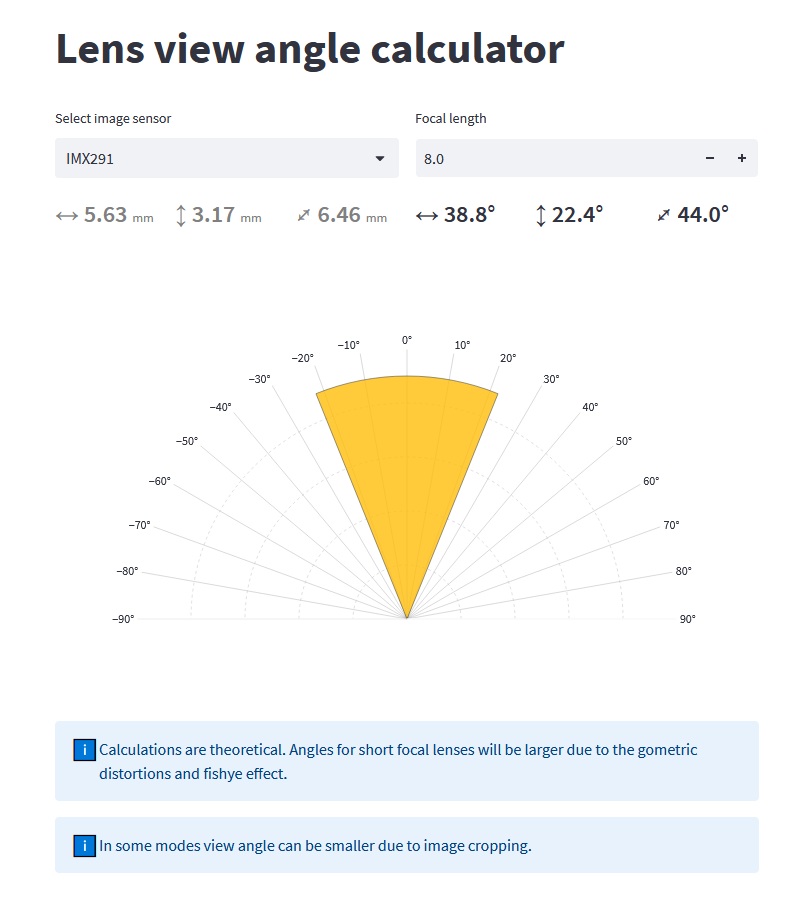 Lens view angle calculator
Select image sensor
Focal length
IMX291
8.0
− +
↔ 5.63 mm
↕ 3.17 mm
⤢ 6.46 mm
↔ 38.8°
↕ 22.4°
⤢ 44.0°
0°
−10°
10°
−20°
20°
−30°
30°
−40°
40°
−50°
50°
−60°
60°
−70°
70°
−80°
80°
−90°
90°
i Calculations are theoretical. Angles for short focal lenses will be larger due to the gometric
distortions and fishye effect.
i In some modes view angle can be smaller due to image cropping.